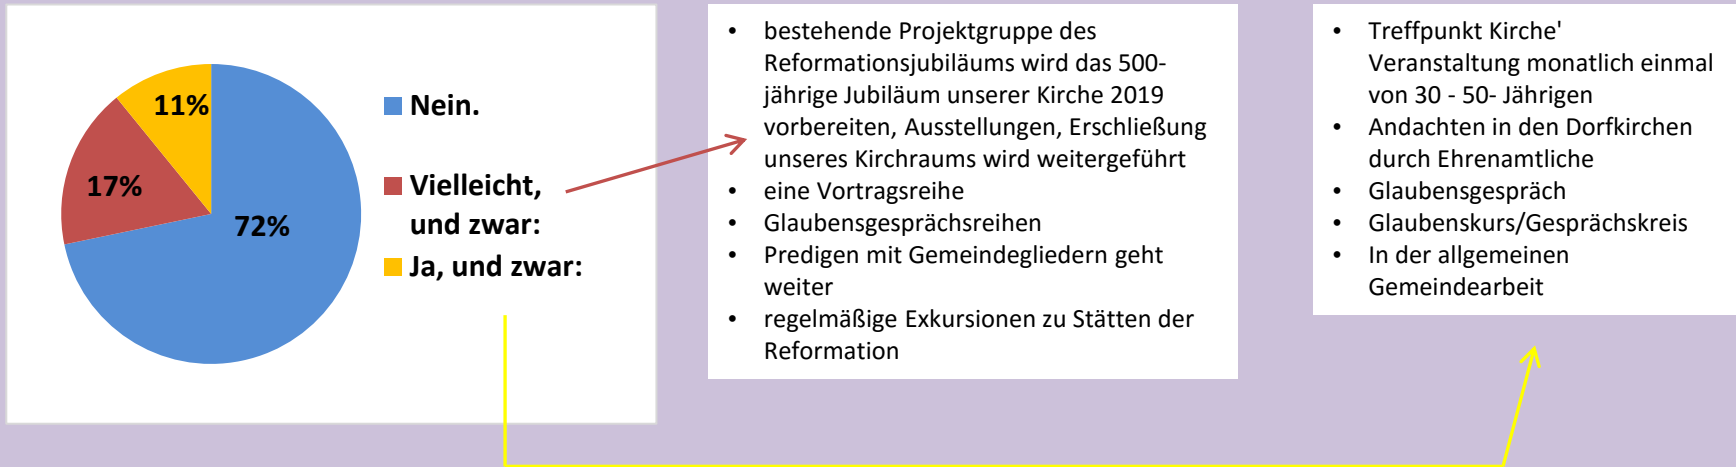 11%
17%
72%
Nein.
Vielleicht,
und zwar:
Ja, und zwar:
• bestehende Projektgruppe des
Reformationsjubiläums wird das 500-
jährige Jubiläum unserer Kirche 2019
vorbereiten, Ausstellungen, Erschließung
unseres Kirchraums wird weitergeführt
• eine Vortragsreihe
• Glaubensgesprächsreihen
• Predigen mit Gemeindegliedern geht
weiter
• regelmäßige Exkursionen zu Stätten der
Reformation
• Treffpunkt Kirche'
Veranstaltung monatlich einmal
von 30 - 50- Jährigen
• Andachten in den Dorfkirchen
durch Ehrenamtliche
• Glaubensgespräch
• Glaubenskurs/Gesprächskreis
• In der allgemeinen
Gemeindearbeit